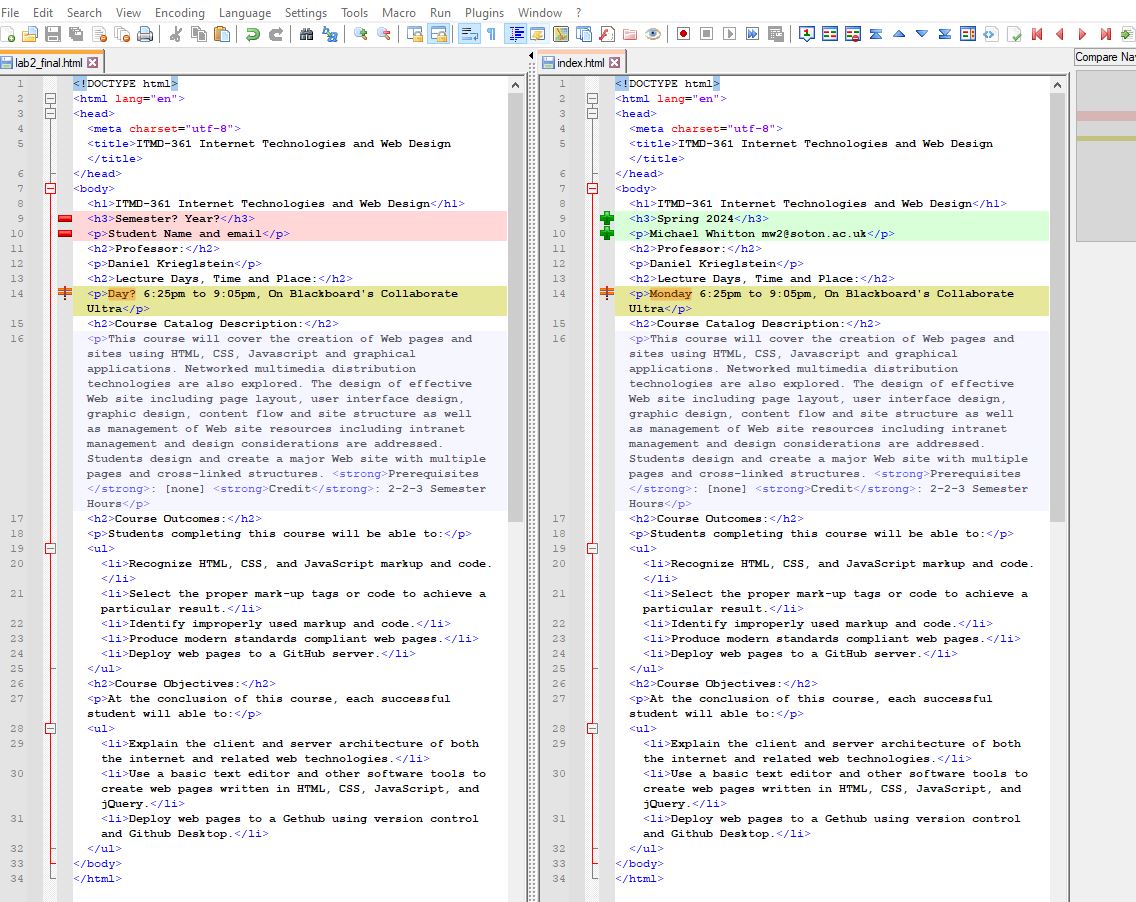 File Edit Search View Encoding Language Settings Tools Macro Run Plugins Window ?
lab2_final.html
1 <!DOCTYPE html>
2 <html lang="en">
3 <head>
4 <meta charset="utf-8">
5 <title>ITMD-361 Internet Technologies and Web Design
</title>
6 </head>
7 <body>
8 <h1>ITMD-361 Internet Technologies and Web Design</h1>
9 <h3>Semester? Year?</h3>
10 <p>Student Name and email</p>
11 <h2>Professor:</h2>
12 <p>Daniel Krieglstein</p>
13 <h2>Lecture Days, Time and Place:</h2>
14 <p>Day? 6:25pm to 9:05pm, On Blackboard's Collaborate
Ultra</p>
15 <h2>Course Catalog Description:</h2>
16 <p>This course will cover the creation of Web pages and
sites using HTML, CSS, Javascript and graphical
applications. Networked multimedia distribution
technologies are also explored. The design of effective
Web site including page layout, user interface design,
graphic design, content flow and site structure as well
as management of Web site resources including intranet
management and design considerations are addressed.
Students design and create a major Web site with multiple
pages and cross-linked structures. <strong>Prerequisites
</strong>: [none] <strong>Credit</strong>: 2-2-3 Semester
Hours</p>
17 <h2>Course Outcomes:</h2>
18 <p>Students completing this course will be able to:</p>
19 <ul>
20 <li>Recognize HTML, CSS, and JavaScript markup and code.
</li>
21 <li>Select the proper mark-up tags or code to achieve a
particular result.</li>
22 <li>Identify improperly used markup and code.</li>
23 <li>Produce modern standards compliant web pages.</li>
24 <li>Deploy web pages to a GitHub server.</li>
25 </ul>
26 <h2>Course Objectives:</h2>
27 <p>At the conclusion of this course, each successful
student will able to:</p>
28 <ul>
29 <li>Explain the client and server architecture of both
the internet and related web technologies.</li>
30 <li>Use a basic text editor and other software tools to
create web pages written in HTML, CSS, JavaScript, and
jQuery.</li>
31 <li>Deploy web pages to a Gethub using version control
and Github Desktop.</li>
32 </ul>
33 </body>
34 </html>
index.html
1 <!DOCTYPE html>
2 <html lang="en">
3 <head>
4 <meta charset="utf-8">
5 <title>ITMD-361 Internet Technologies and Web Design
</title>
6 </head>
7 <body>
8 <h1>ITMD-361 Internet Technologies and Web Design</h1>
9 <h3>Spring 2024</h3>
10 <p>Michael Whitton mw2@soton.ac.uk</p>
11 <h2>Professor:</h2>
12 <p>Daniel Krieglstein</p>
13 <h2>Lecture Days, Time and Place:</h2>
14 <p>Monday 6:25pm to 9:05pm, On Blackboard's Collaborate
Ultra</p>
15 <h2>Course Catalog Description:</h2>
16 <p>This course will cover the creation of Web pages and
sites using HTML, CSS, Javascript and graphical
applications. Networked multimedia distribution
technologies are also explored. The design of effective
Web site including page layout, user interface design,
graphic design, content flow and site structure as well
as management of Web site resources including intranet
management and design considerations are addressed.
Students design and create a major Web site with multiple
pages and cross-linked structures. <strong>Prerequisites
</strong>: [none] <strong>Credit</strong>: 2-2-3 Semester
Hours</p>
17 <h2>Course Outcomes:</h2>
18 <p>Students completing this course will be able to:</p>
19 <ul>
20 <li>Recognize HTML, CSS, and JavaScript markup and code.
</li>
21 <li>Select the proper mark-up tags or code to achieve a
particular result.</li>
22 <li>Identify improperly used markup and code.</li>
23 <li>Produce modern standards compliant web pages.</li>
24 <li>Deploy web pages to a GitHub server.</li>
25 </ul>
26 <h2>Course Objectives:</h2>
27 <p>At the conclusion of this course, each successful
student will able to:</p>
28 <ul>
29 <li>Explain the client and server architecture of both
the internet and related web technologies.</li>
30 <li>Use a basic text editor and other software tools to
create web pages written in HTML, CSS, JavaScript, and
jQuery.</li>
31 <li>Deploy web pages to a Gethub using version control
and Github Desktop.</li>
32 </ul>
33 </body>
34 </html>
Compare Nav